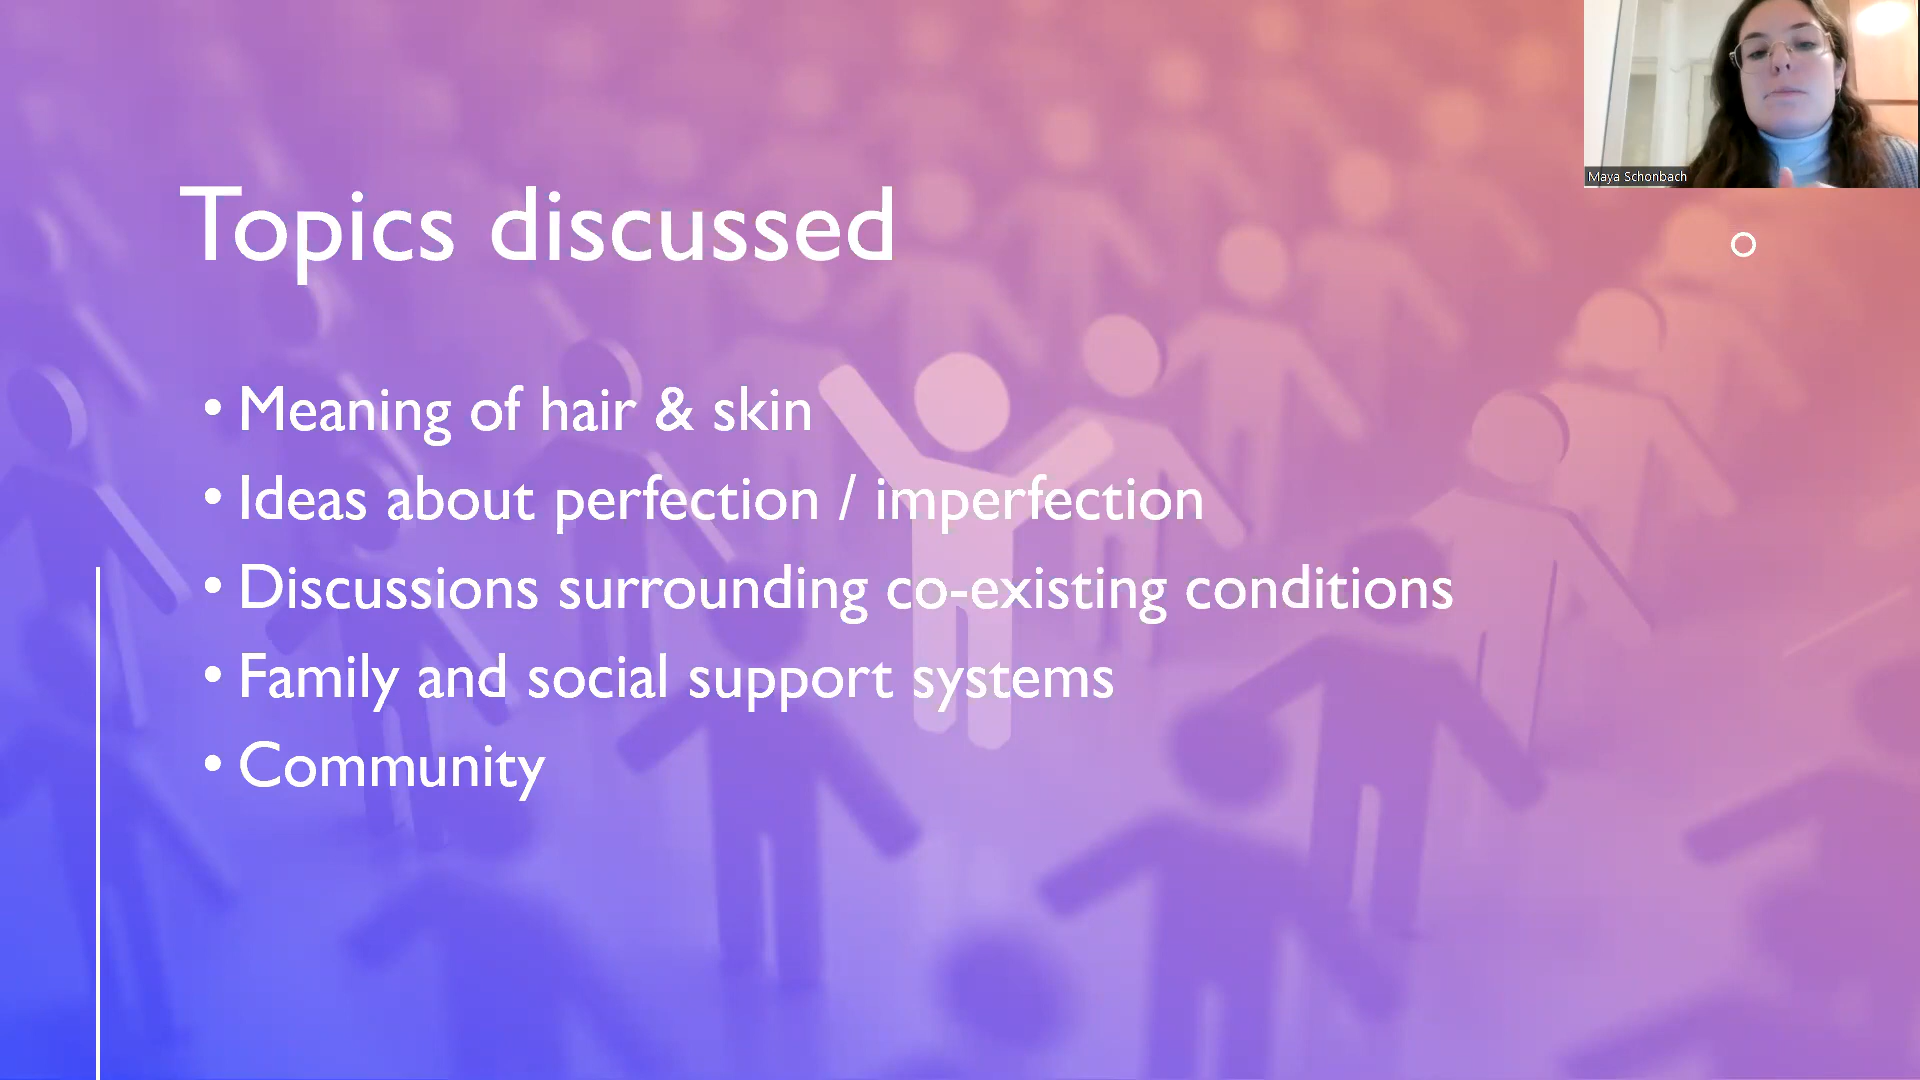 Maya Schonbach
Topics discussed
• Meaning of hair & skin
• Ideas about perfection / imperfection
• Discussions surrounding co-existing conditions
• Family and social support systems
• Community